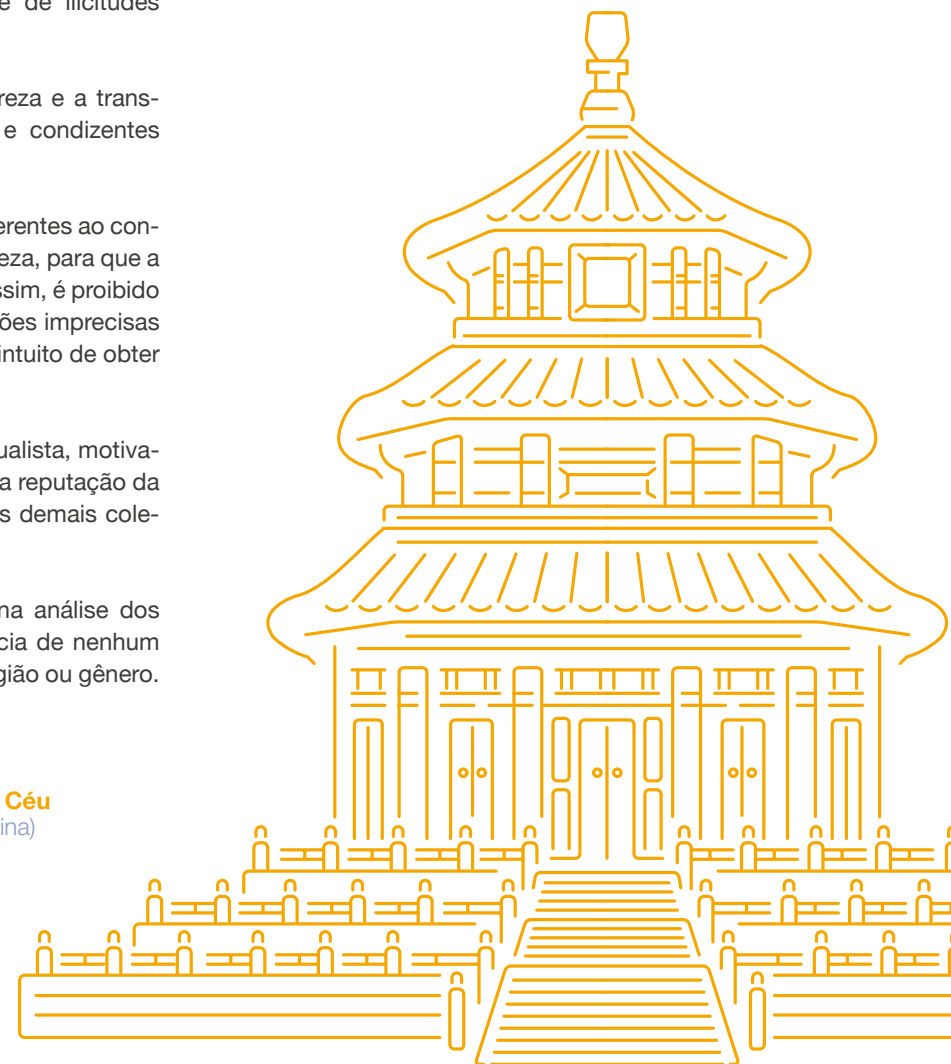 e de ilicitudes
reza e a trans-
e condizentes
erentes ao con-
eza, para que a
ssim, é proibido
ões imprecisas
intuito de obter
ualista, motiva-
a reputação da
s demais cole-
na análise dos
cia de nenhum
gião ou gênero.
Céu
ina)